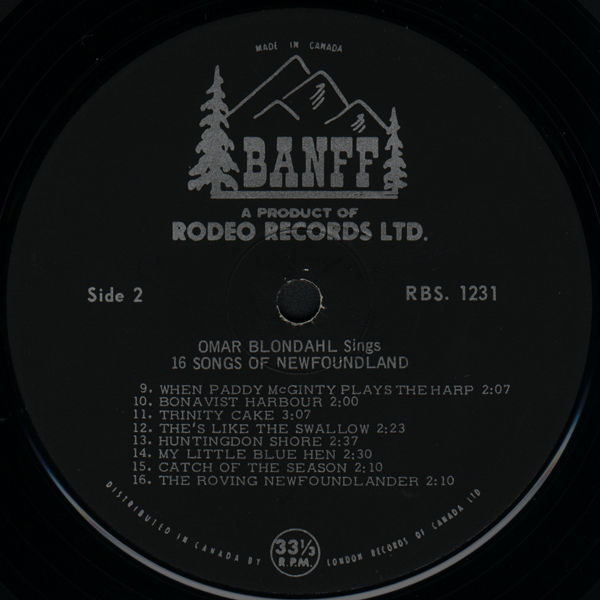 MADE IN CANADA
BANFF
A PRODUCT OF
RODEO RECORDS LTD.
Side 2
RBS. 1231
OMAR BLONDAHL Sings
16 SONGS OF NEWFOUNDLAND
9. WHEN PADDY McGINTY PLAYS THE HARP 2:07
10. BONAVIST HARBOUR 2:00
11. TRINITY CAKE 3:07
12. THE'S LIKE THE SWALLOW 2:23
13. HUNTINGDON SHORE 2:37
14. MY LITTLE BLUE HEN 2:30
15. CATCH OF THE SEASON 2:10
16. THE ROVING NEWFOUNDLANDER 2:10
DISTRIBUTED IN CANADA BY LONDON RECORDS OF CANADA LTD
33⅓
R.P.M.